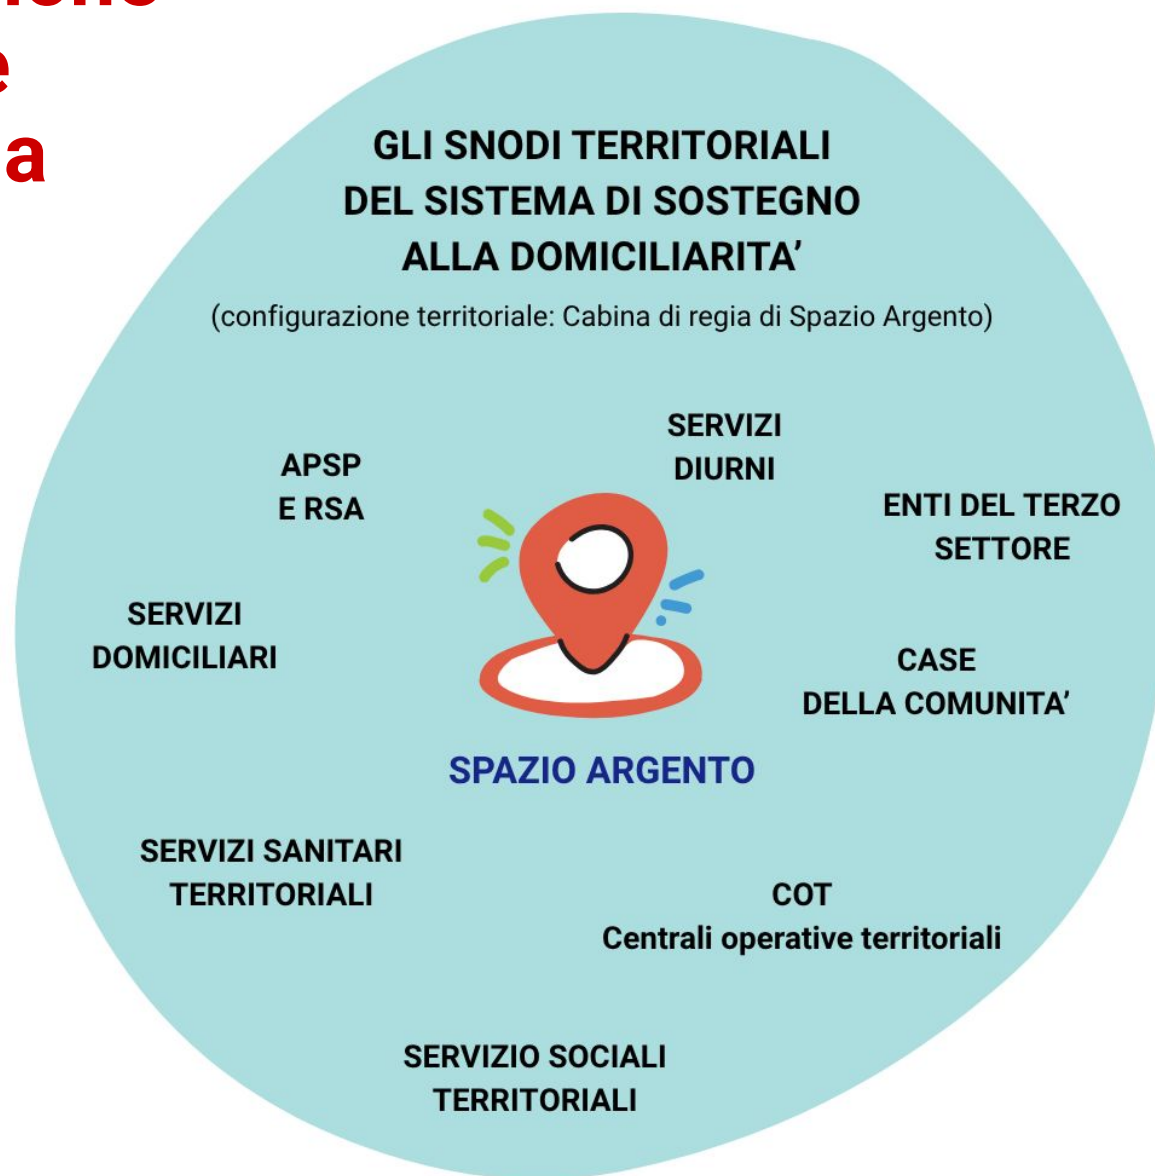 a
GLI SNODI TERRITORIALI
DEL SISTEMA DI SOSTEGNO
ALLA DOMICILIARITA’
(configurazione territoriale: Cabina di regia di Spazio Argento)
SERVIZI
DIURNI
APSP
E RSA
ENTI DEL TERZO
SETTORE
SERVIZI
DOMICILIARI
CASE
DELLA COMUNITA’
SPAZIO ARGENTO
SERVIZI SANITARI
TERRITORIALI
COT
Centrali operative territoriali
SERVIZIO SOCIALI
TERRITORIALI